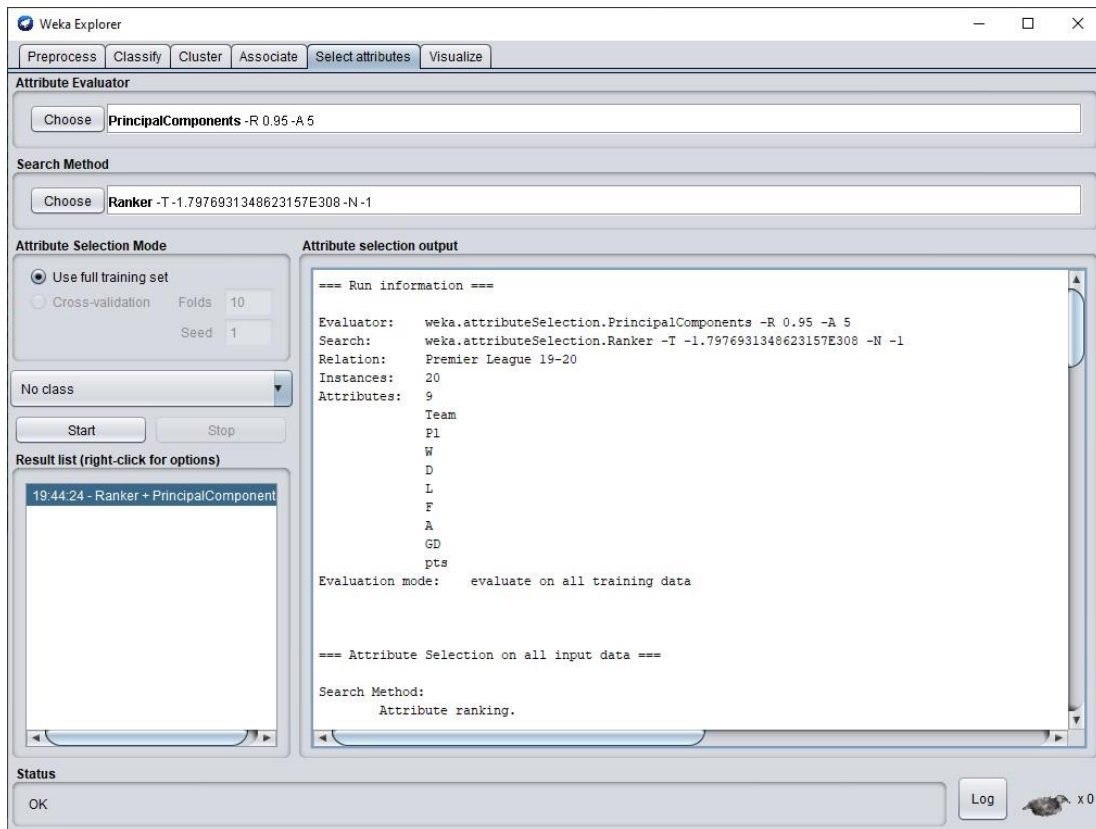 Weka Explorer
Preprocess Classify Cluster Associate Select attributes Visualize
Attribute Evaluator
Choose PrincipalComponents -R 0.95 -A 5
Search Method
Choose Ranker -T -1.7976931348623157E308 -N -1
Attribute Selection Mode
Use full training set
Cross-validation Folds 10
Seed 1
No class
Start Stop
Result list (right-click for options)
19:44:24 - Ranker + PrincipalComponent
Attribute selection output
=== Run information ===
Evaluator: weka.attributeSelection.PrincipalComponents -R 0.95 -A 5
Search: weka.attributeSelection.Ranker -T -1.7976931348623157E308 -N -1
Relation: Premier League 19-20
Instances: 20
Attributes: 9
Team
Pl
W
D
L
F
A
GD
pts
Evaluation mode: evaluate on all training data
=== Attribute Selection on all input data ===
Search Method:
Attribute ranking.
Status
OK
Log
x 0